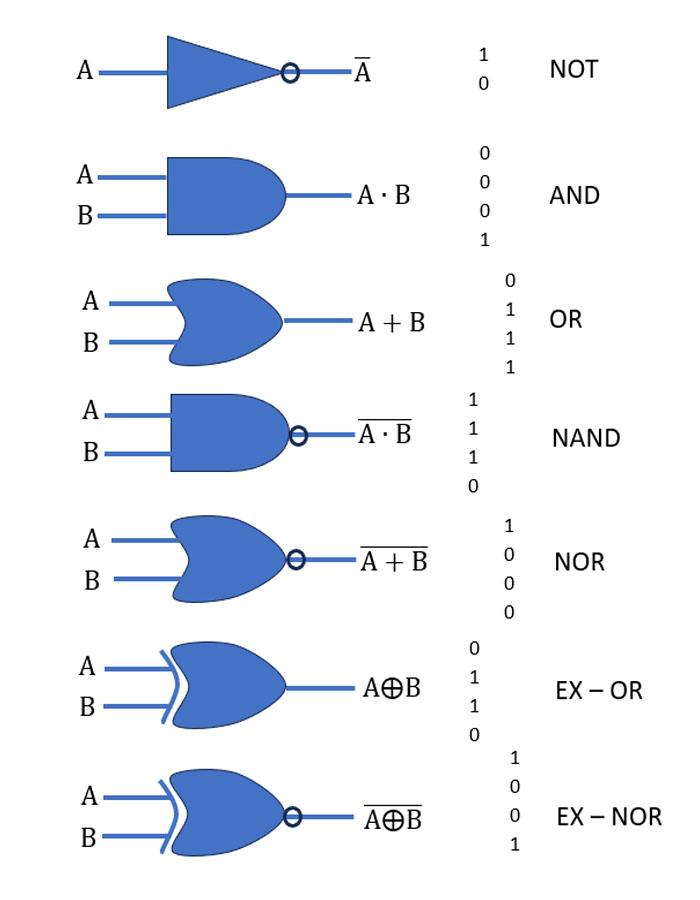 A A̅ 1 0 NOT
A B A · B 0 0 0 1 AND
A B A + B 0 1 1 1 OR
A B A̅ ̅·̅ ̅B̅ 1 1 1 0 NAND
A B A̅ ̅+̅ ̅B̅ 1 0 0 0 NOR
A B A⊕B 0 1 1 0 EX – OR
A B A̅⊕̅B̅ 1 0 0 1 EX – NOR